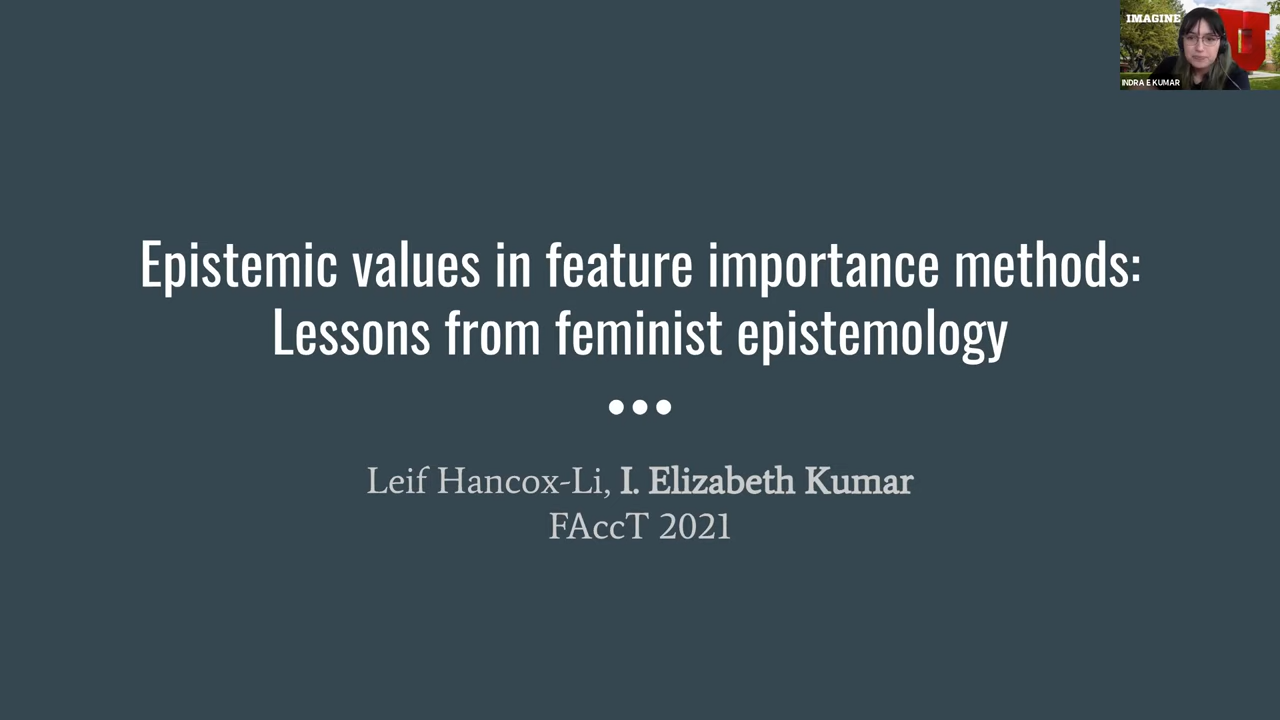 IMAGINE
INDRA E KUMAR
Epistemic values in feature importance methods:
Lessons from feminist epistemology
Leif Hancox-Li, I. Elizabeth Kumar
FAccT 2021